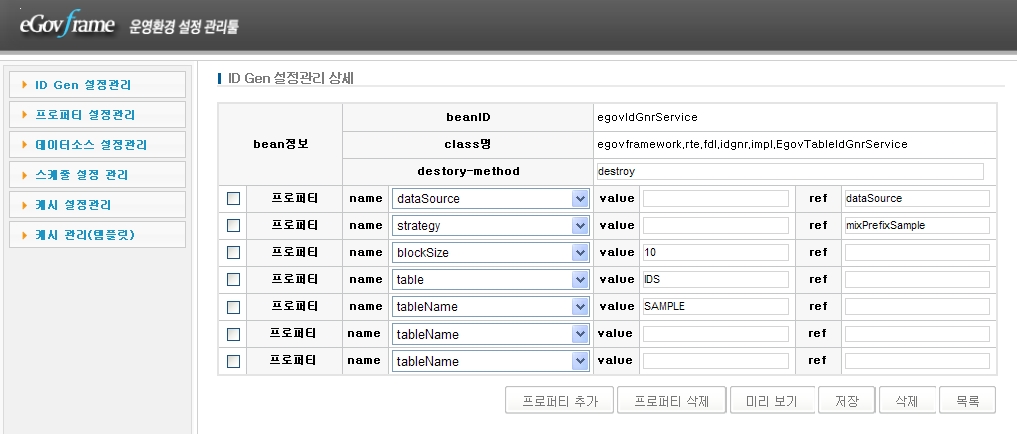 eGovframe 운영환경 설정 관리툴
ID Gen 설정관리
프로퍼티 설정관리
데이터소스 설정관리
스케줄 설정 관리
캐시 설정관리
캐시 관리(템플릿)
ID Gen 설정관리 상세
bean정보
beanID egovIdGnrService
class명 egovframework.rte.fdl.idgnr.impl.EgovTableIdGnrService
destory-method destroy
프로퍼티 name dataSource value ref dataSource
프로퍼티 name strategy value ref mixPrefixSample
프로퍼티 name blockSize value 10 ref
프로퍼티 name table value IDS ref
프로퍼티 name tableName value SAMPLE ref
프로퍼티 name tableName value ref
프로퍼티 name tableName value ref
프로퍼티 추가 프로퍼티 삭제 미리 보기 저장 삭제 목록